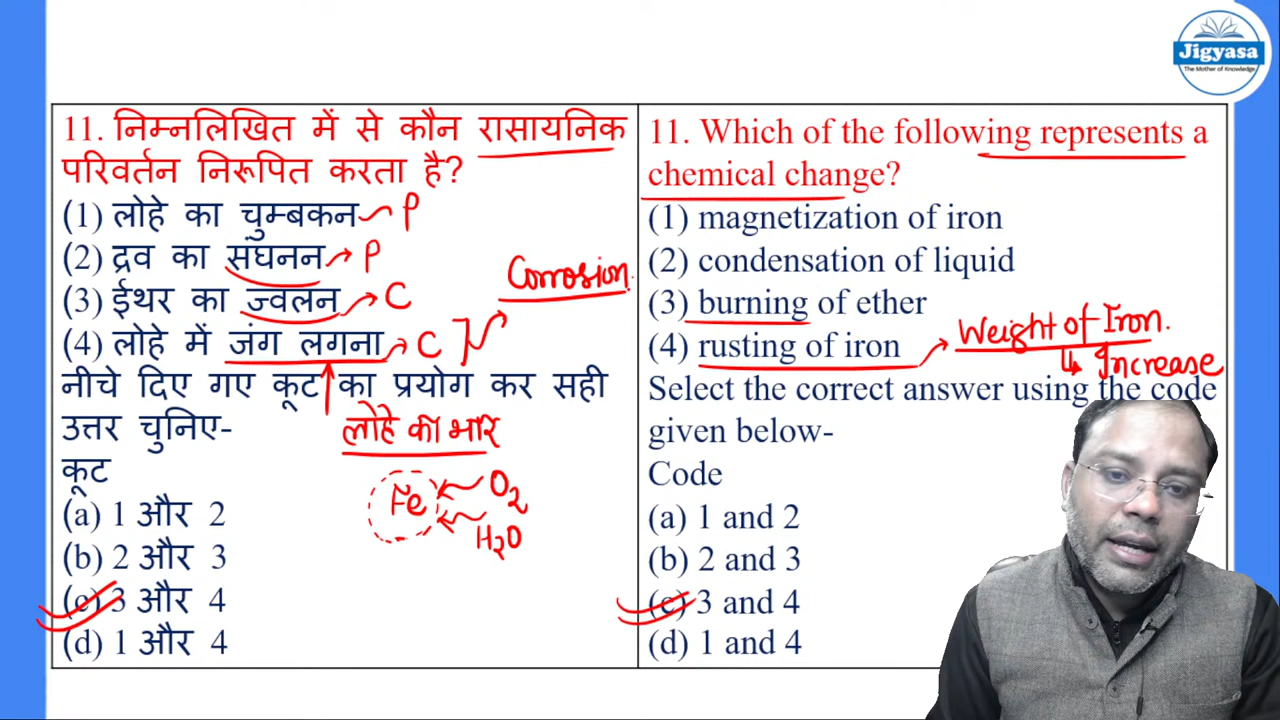 Jigyasa
The Mother of Knowledge
11. निम्नलिखित में से कौन रासायनिक
परिवर्तन निरूपित करता है?
(1) लोहे का चुम्बकन P
(2) द्रव का संघनन P
(3) ईथर का ज्वलन C
(4) लोहे में जंग लगना C
Corrosion
नीचे दिए गए कूट का प्रयोग कर सही
उत्तर चुनिए-
लोहे का भार
कूट
Fe O2
H2O
(a) 1 और 2
(b) 2 और 3
(c) 3 और 4
(d) 1 और 4
11. Which of the following represents a
chemical change?
(1) magnetization of iron
(2) condensation of liquid
(3) burning of ether
(4) rusting of iron
Weight of Iron.
Increase
Select the correct answer using the code
given below-
Code
(a) 1 and 2
(b) 2 and 3
(c) 3 and 4
(d) 1 and 4